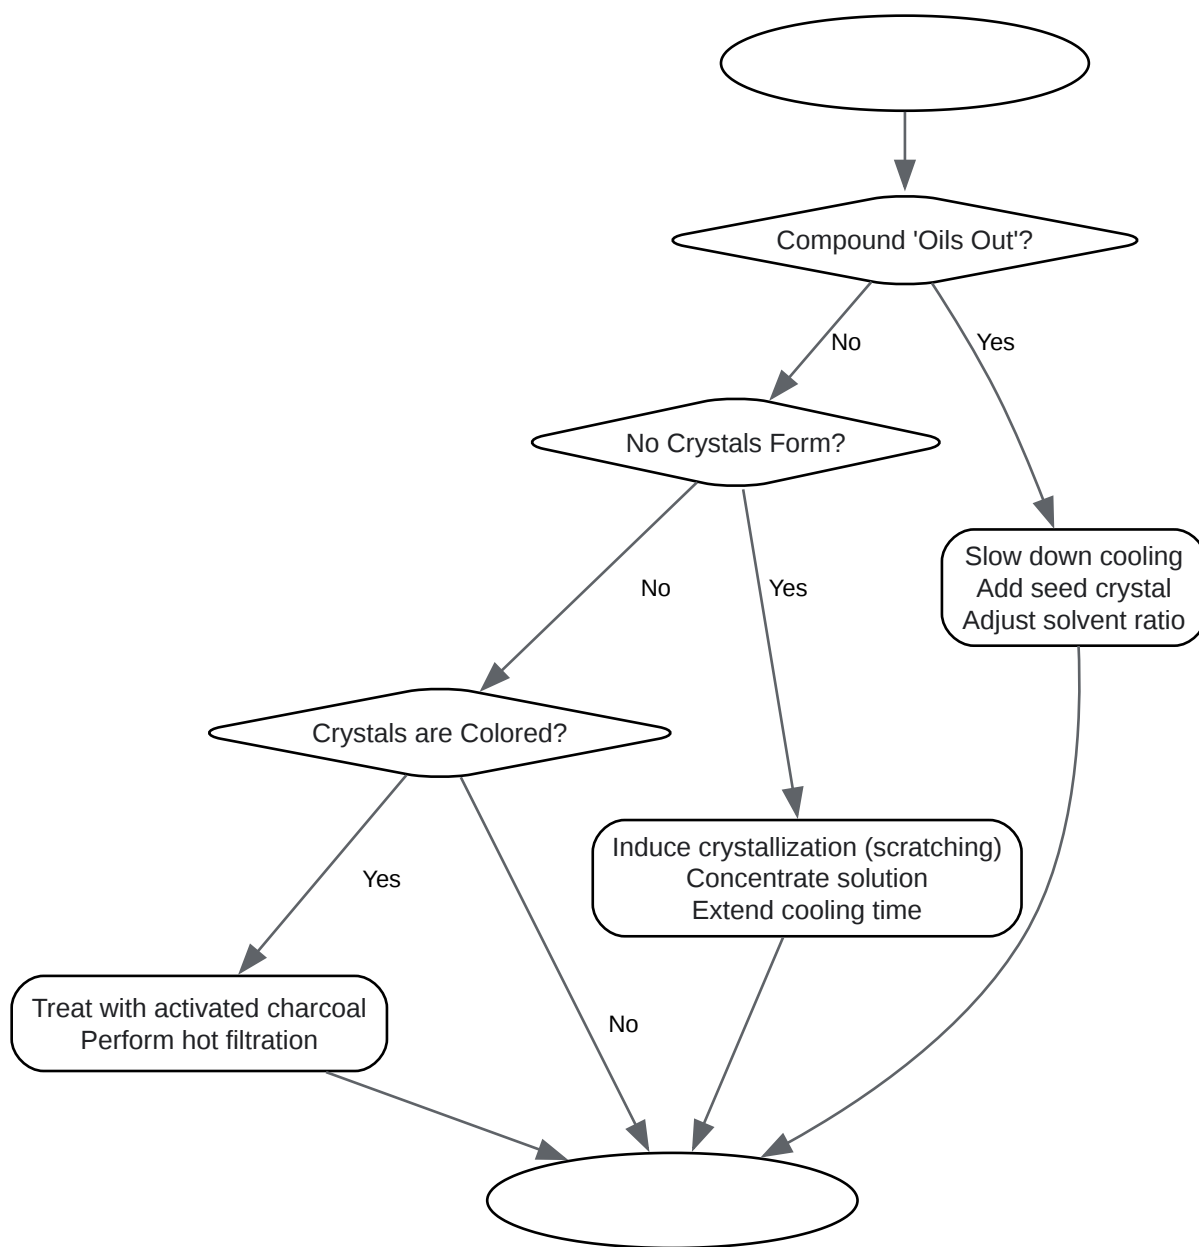 Compound 'Oils Out'?
No
Yes
No Crystals Form?
Slow down cooling
Add seed crystal
Adjust solvent ratio
No
Yes
Crystals are Colored?
Induce crystallization (scratching)
Concentrate solution
Extend cooling time
Yes
Treat with activated charcoal
Perform hot filtration
No